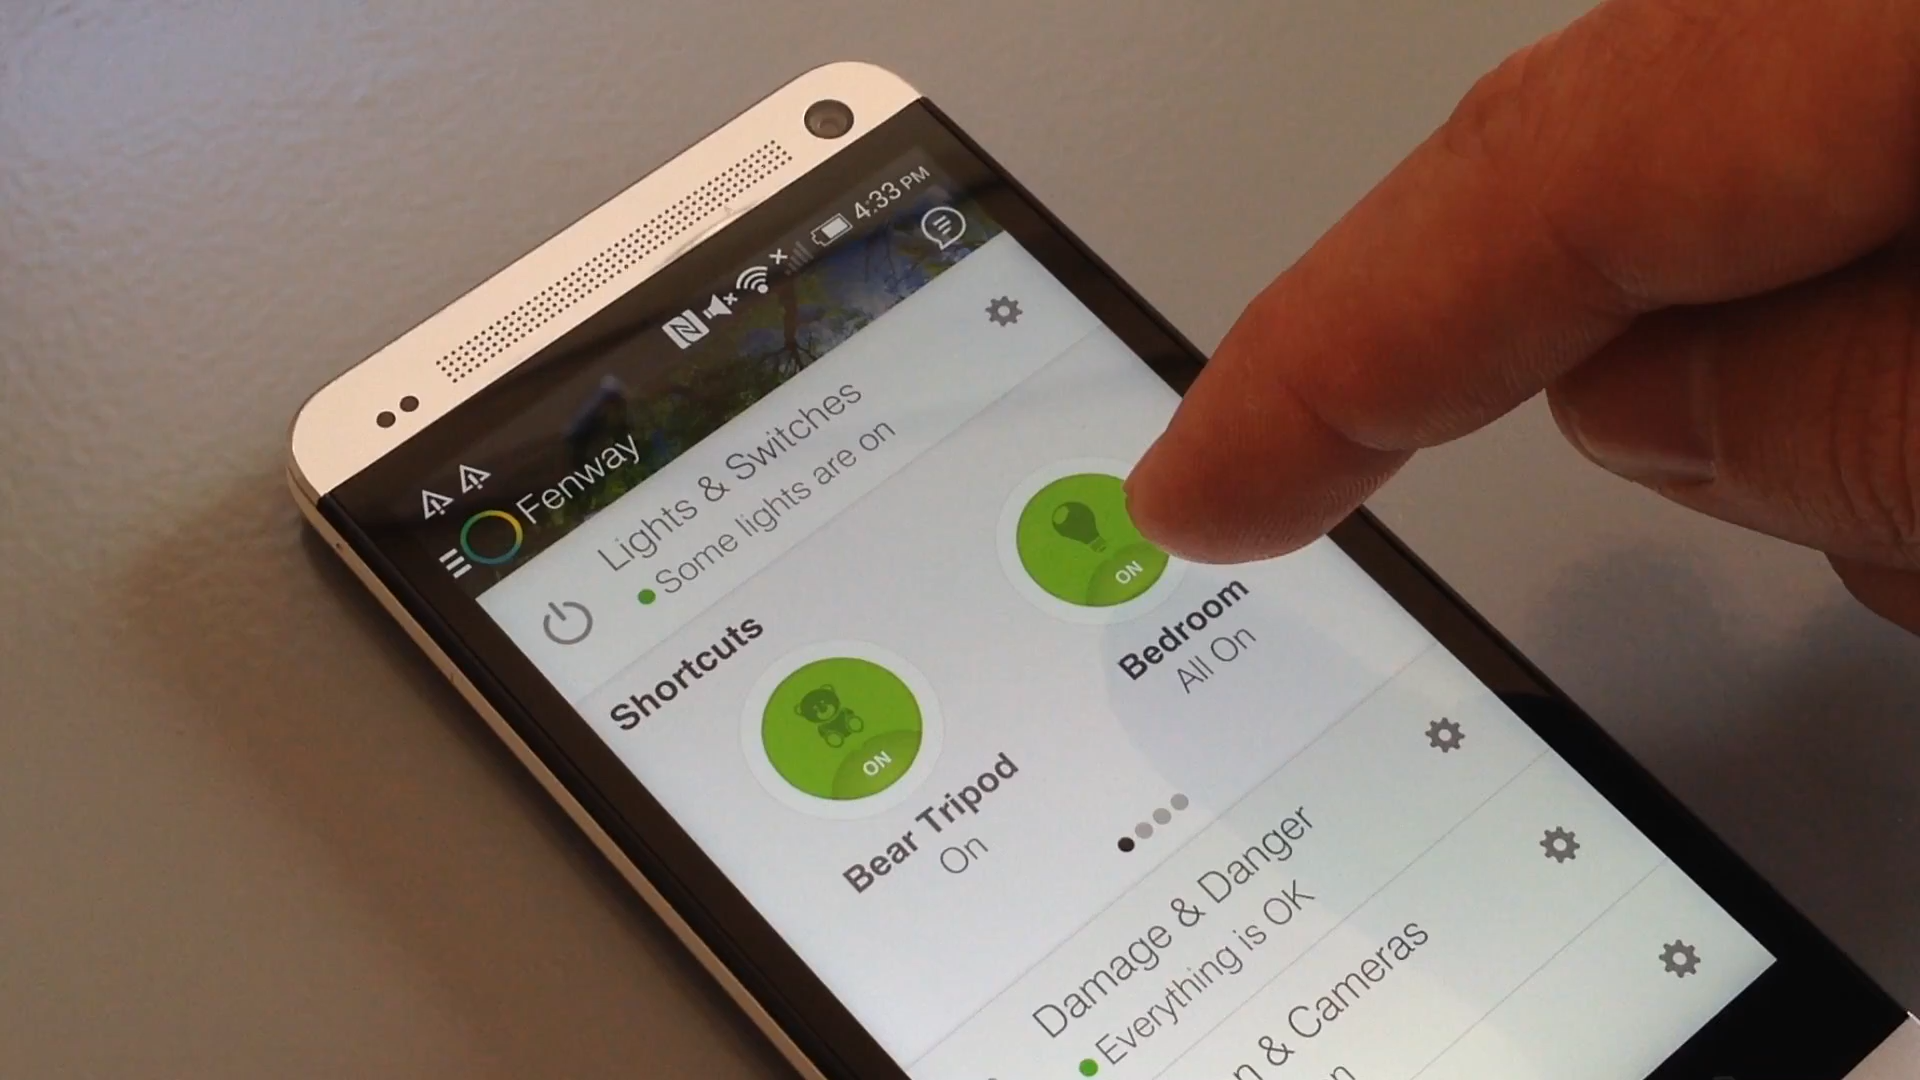 4:33 PM
Fenway
Lights & Switches
Some lights are on
Shortcuts
ON
Bear Tripod
On
ON
Bedroom
All On
Damage & Danger
Everything is OK
& Cameras